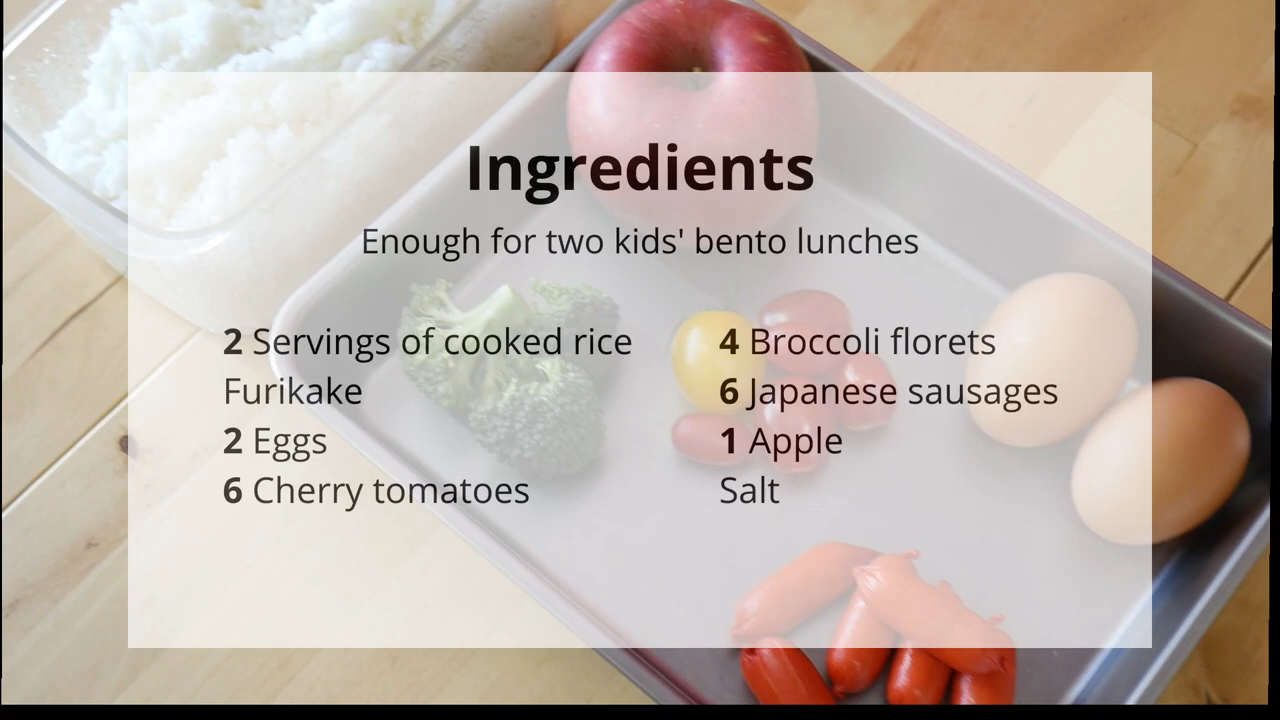 Ingredients
Enough for two kids' bento lunches
2 Servings of cooked rice
Furikake
2 Eggs
6 Cherry tomatoes
4 Broccoli florets
6 Japanese sausages
1 Apple
Salt